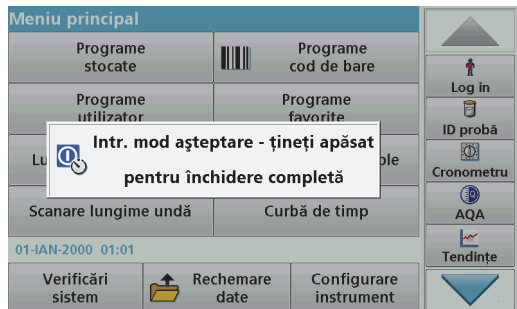 Meniu principal
Programe
stocate
Programe
cod de bare
Programe
utilizator
Programe
favorite
Intr. mod aşteptare - ţineţi apăsat
pentru închidere completă
Scanare lungime undă
Curbă de timp
01-IAN-2000 01:01
Verificări
sistem
Rechemare
date
Configurare
instrument
Log in
ID probă
Cronometru
AQA
Tendinţe